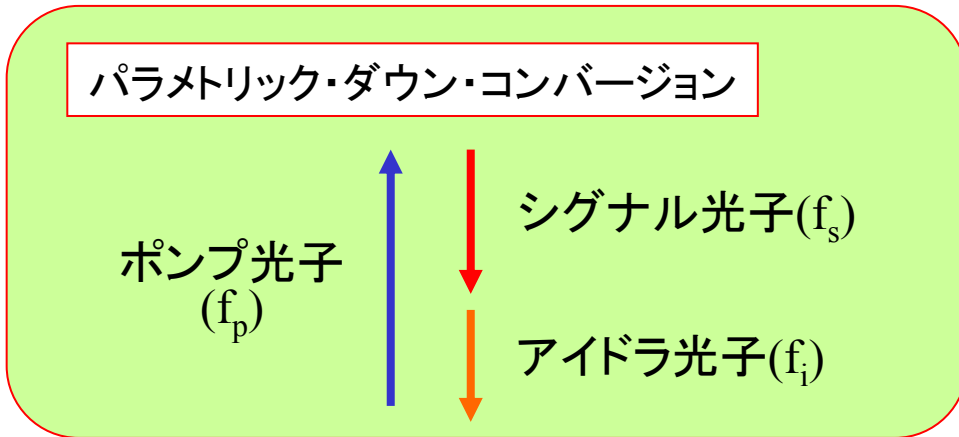 パラメトリック・ダウン・コンバージョン
シグナル光子(fs)
ポンプ光子
(fp)
アイドラ光子(fi)